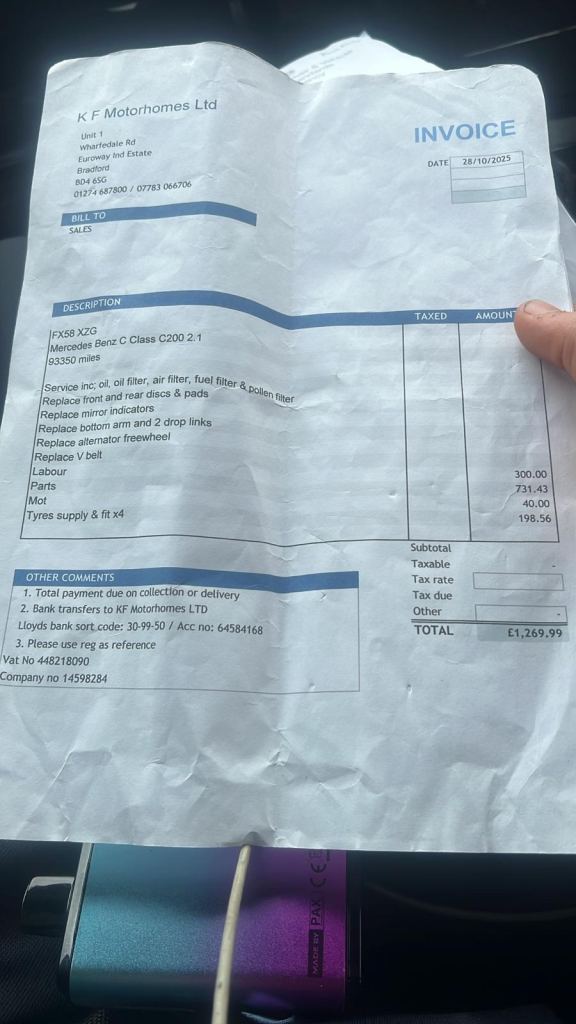 K F Motorhomes Ltd
Unit 1
Wharfedale Rd
Euroway Ind Estate
Bradford
BD4 6SG
01274 687800 / 07783 066706
INVOICE
DATE 28/10/2025
BILL TO
SALES
DESCRIPTION TAXED AMOUNT
FX58 XZG
Mercedes Benz C Class C200 2.1
93350 miles
Service inc; oil, oil filter, air filter, fuel filter & pollen filter
Replace front and rear discs & pads
Replace mirror indicators
Replace bottom arm and 2 drop links
Replace alternator freewheel
Replace V belt
Labour 300.00
Parts 731.43
Mot 40.00
Tyres supply & fit x4 198.56
Subtotal
Taxable -
Tax rate
Tax due
Other -
TOTAL £1,269.99
OTHER COMMENTS
1. Total payment due on collection or delivery
2. Bank transfers to KF Motorhomes LTD
Lloyds bank sort code: 30-99-50 / Acc no: 64584168
3. Please use reg as reference
Vat No 448218090
Company no 14598284
MADE BY PAX CE